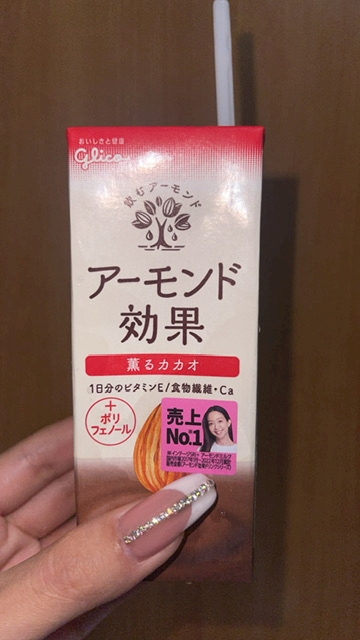 おいしさと健康
Glico
飲むアーモンド
アーモンド
効果
薫るカカオ
1日分のビタミンE/食物繊維・Ca
+
ポリ
フェノール
売上
No.1